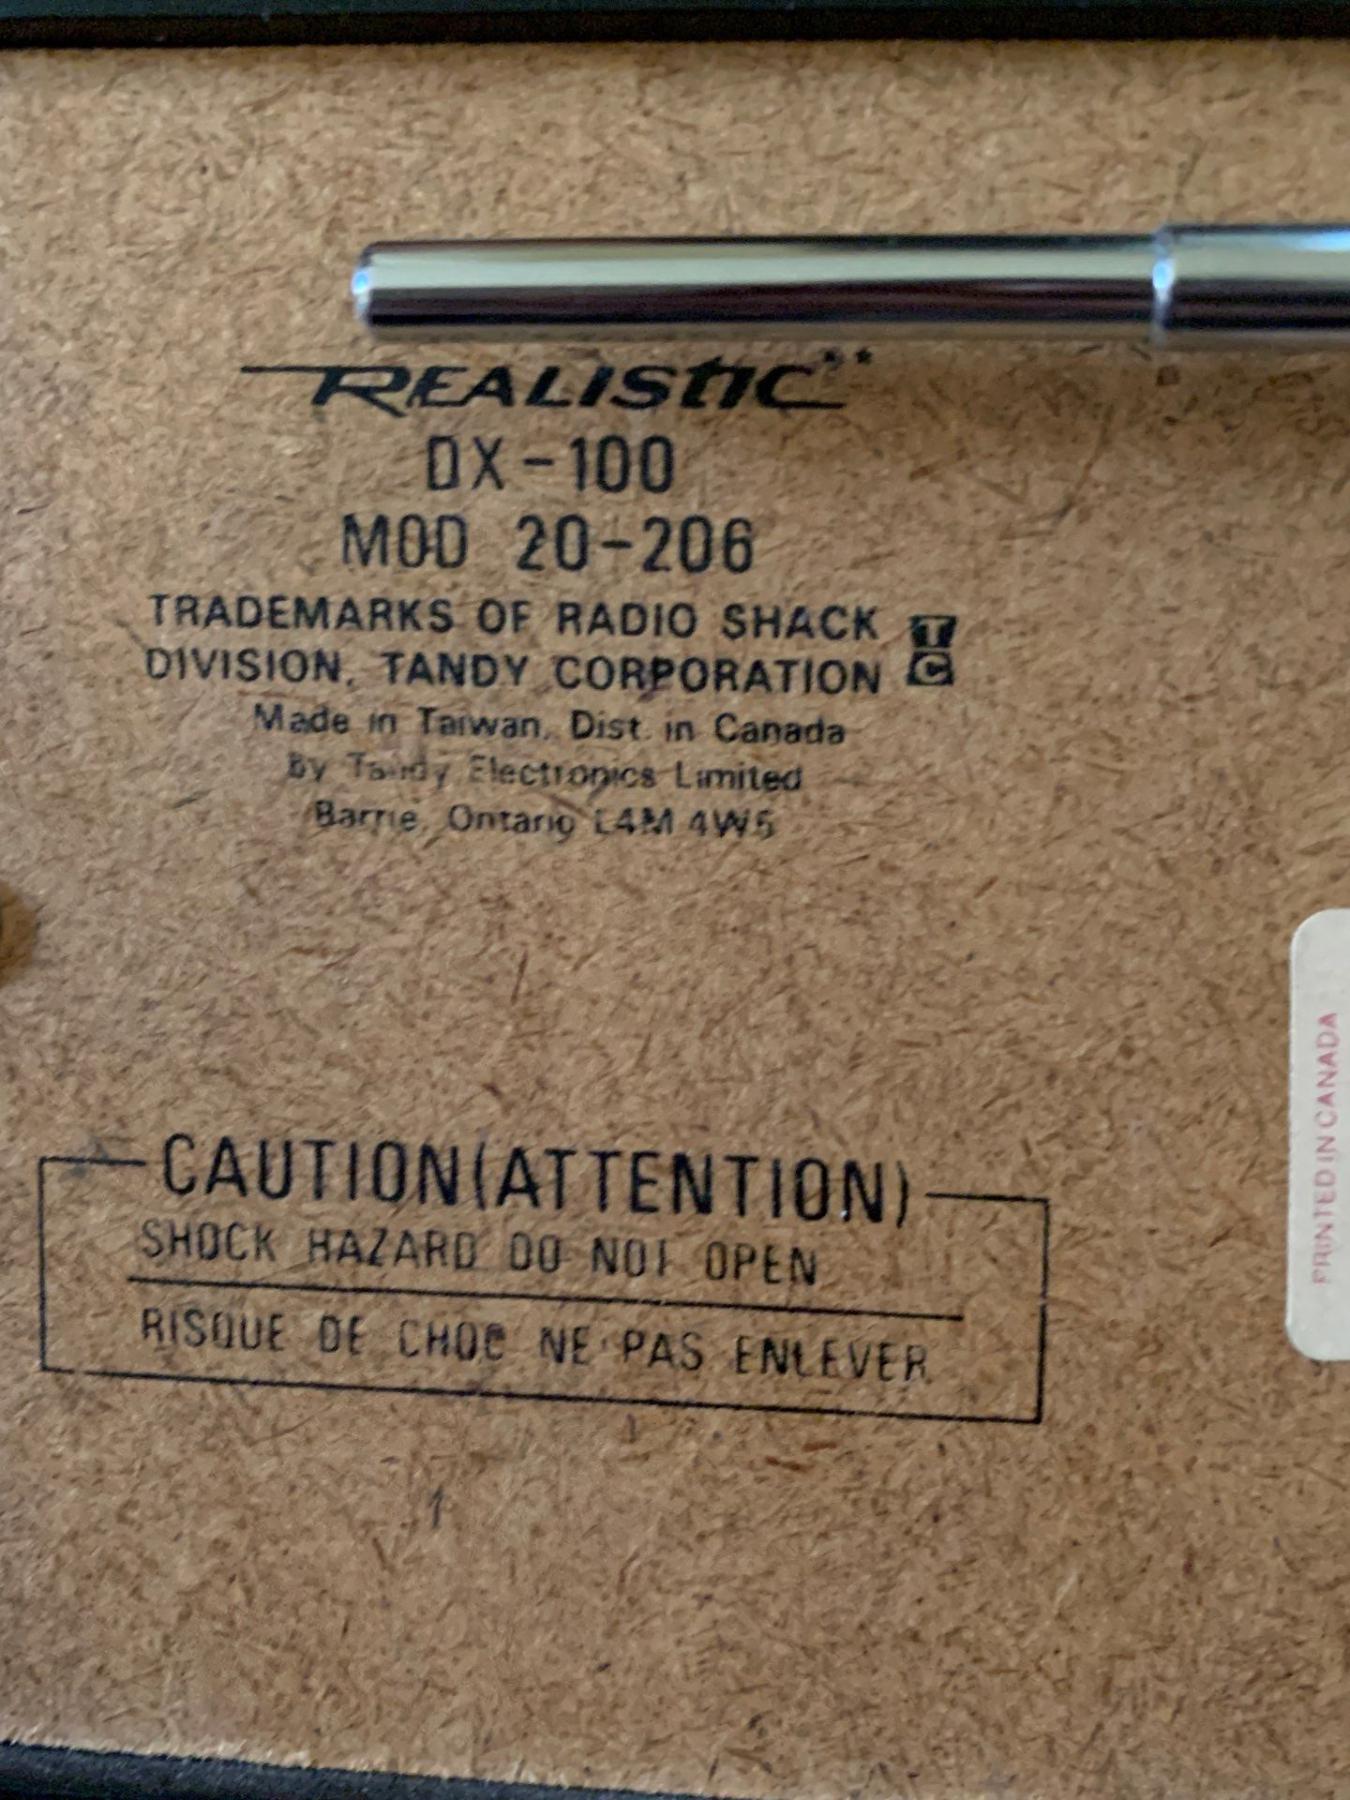 REALISTIC**
DX-100
MOD 20-206
TRADEMARKS OF RADIO SHACK
DIVISION, TANDY CORPORATION
TC
Made in Taiwan, Dist. in Canada
By Tandy Electronics Limited
Barrie, Ontario L4M 4W5
PRINTED IN CANADA
CAUTION(ATTENTION)
SHOCK HAZARD DO NOT OPEN
RISQUE DE CHOC NE PAS ENLEVER